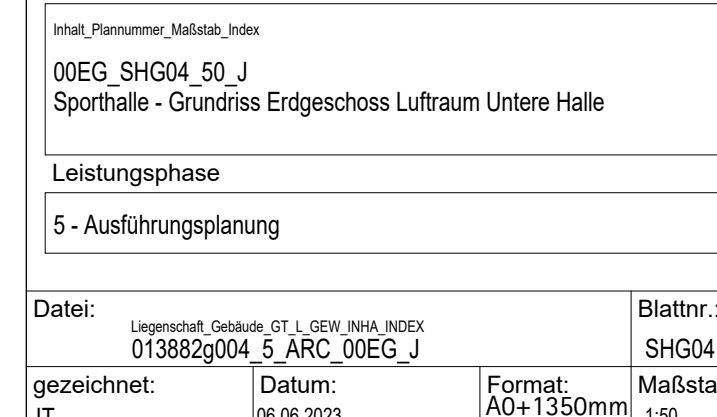 Inhalt_Plannummer_Maßstab_Index
00EG_SHG04_50_J
Sporthalle - Grundriss Erdgeschoss Luftraum Untere Halle
Leistungsphase
5 - Ausführungsplanung
Datei:
Liegenschaft_Gebäude_GT_L_GEW_INHA_INDEX
013882g004_5_ARC_00EG_J
Blattnr.:
SHG04
gezeichnet:
Datum:
06.06.2023
Format:
A0+1350mm
Maßsta
1:50